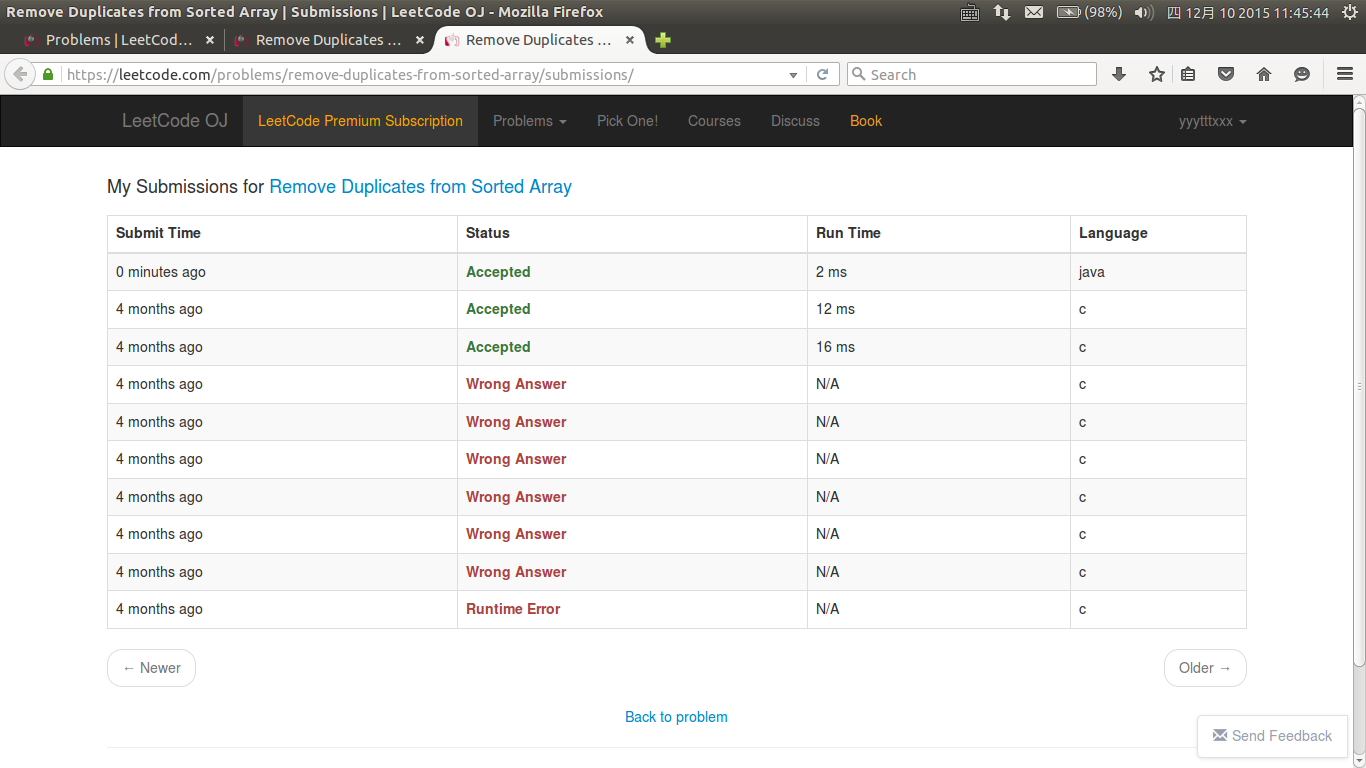 Remove Duplicates from Sorted Array | Submissions | LeetCode OJ - Mozilla Firefox (98%) 四 12月 10 2015 11:45:44
Problems | LeetCod... × Remove Duplicates ... × Remove Duplicates ... ×
https://leetcode.com/problems/remove-duplicates-from-sorted-array/submissions/ Search
LeetCode OJ LeetCode Premium Subscription Problems Pick One! Courses Discuss Book yyytttxxx
My Submissions for Remove Duplicates from Sorted Array
Submit Time Status Run Time Language
0 minutes ago Accepted 2 ms java
4 months ago Accepted 12 ms c
4 months ago Accepted 16 ms c
4 months ago Wrong Answer N/A c
4 months ago Wrong Answer N/A c
4 months ago Wrong Answer N/A c
4 months ago Wrong Answer N/A c
4 months ago Wrong Answer N/A c
4 months ago Wrong Answer N/A c
4 months ago Runtime Error N/A c
← Newer Older →
Back to problem
Send Feedback